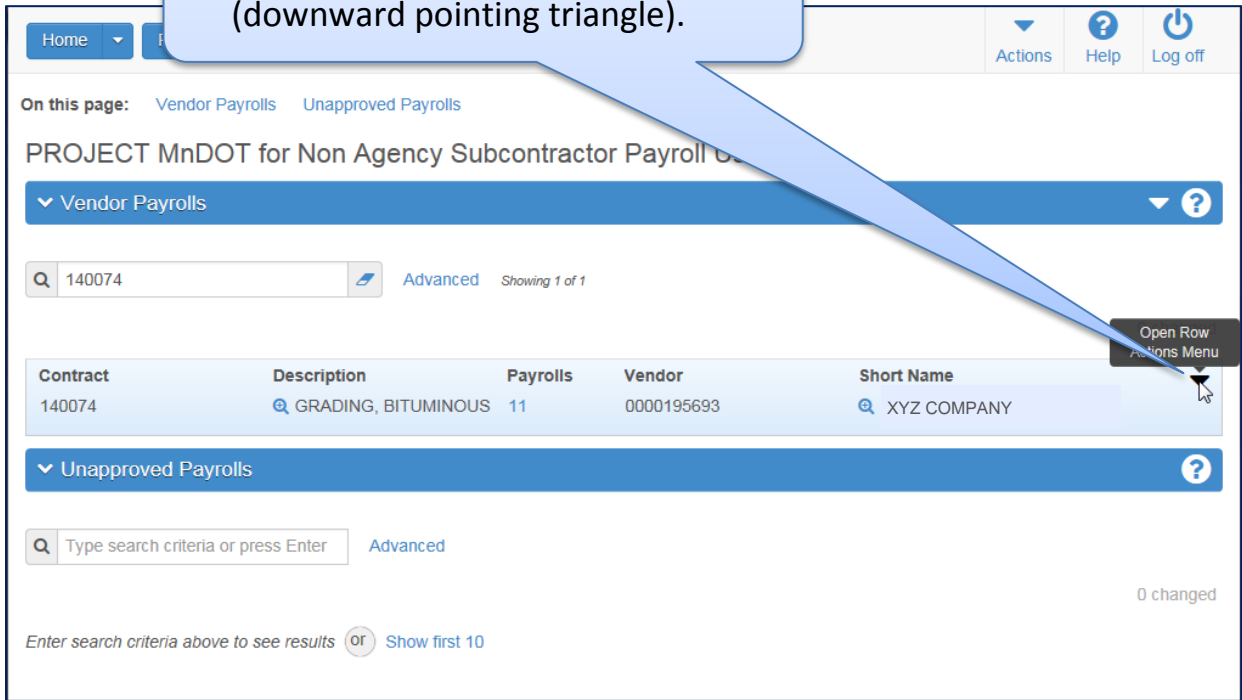 (downward pointing triangle).
Home
Actions Help Log off
On this page: Vendor Payrolls Unapproved Payrolls
PROJECT MnDOT for Non Agency Subcontractor Payroll
Vendor Payrolls ?
140074 Advanced Showing 1 of 1
Open Row
Actions Menu
Contract Description Payrolls Vendor Short Name
140074 GRADING, BITUMINOUS 11 0000195693 XYZ COMPANY
Unapproved Payrolls ?
Type search criteria or press Enter Advanced
0 changed
Enter search criteria above to see results or Show first 10